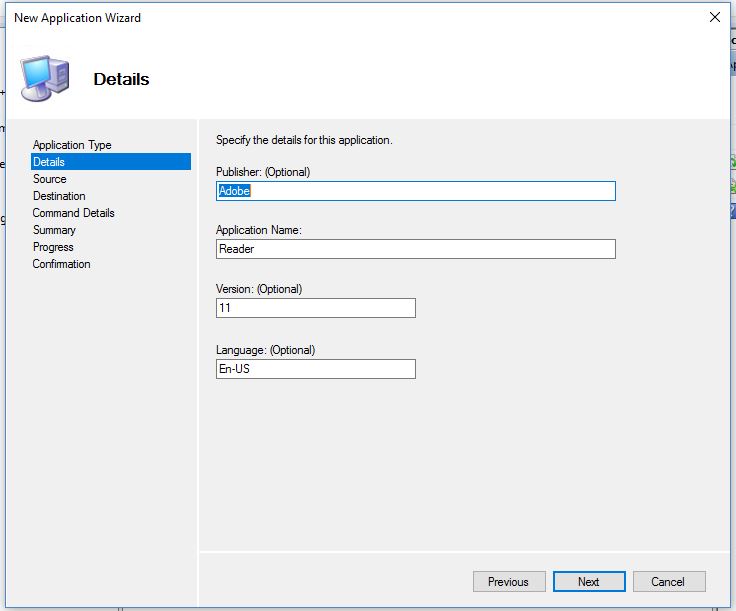 New Application Wizard
Details
Application Type
Details
Source
Destination
Command Details
Summary
Progress
Confirmation
Specify the details for this application.
Publisher: (Optional)
Adobe
Application Name:
Reader
Version: (Optional)
11
Language: (Optional)
En-US
Previous
Next
Cancel